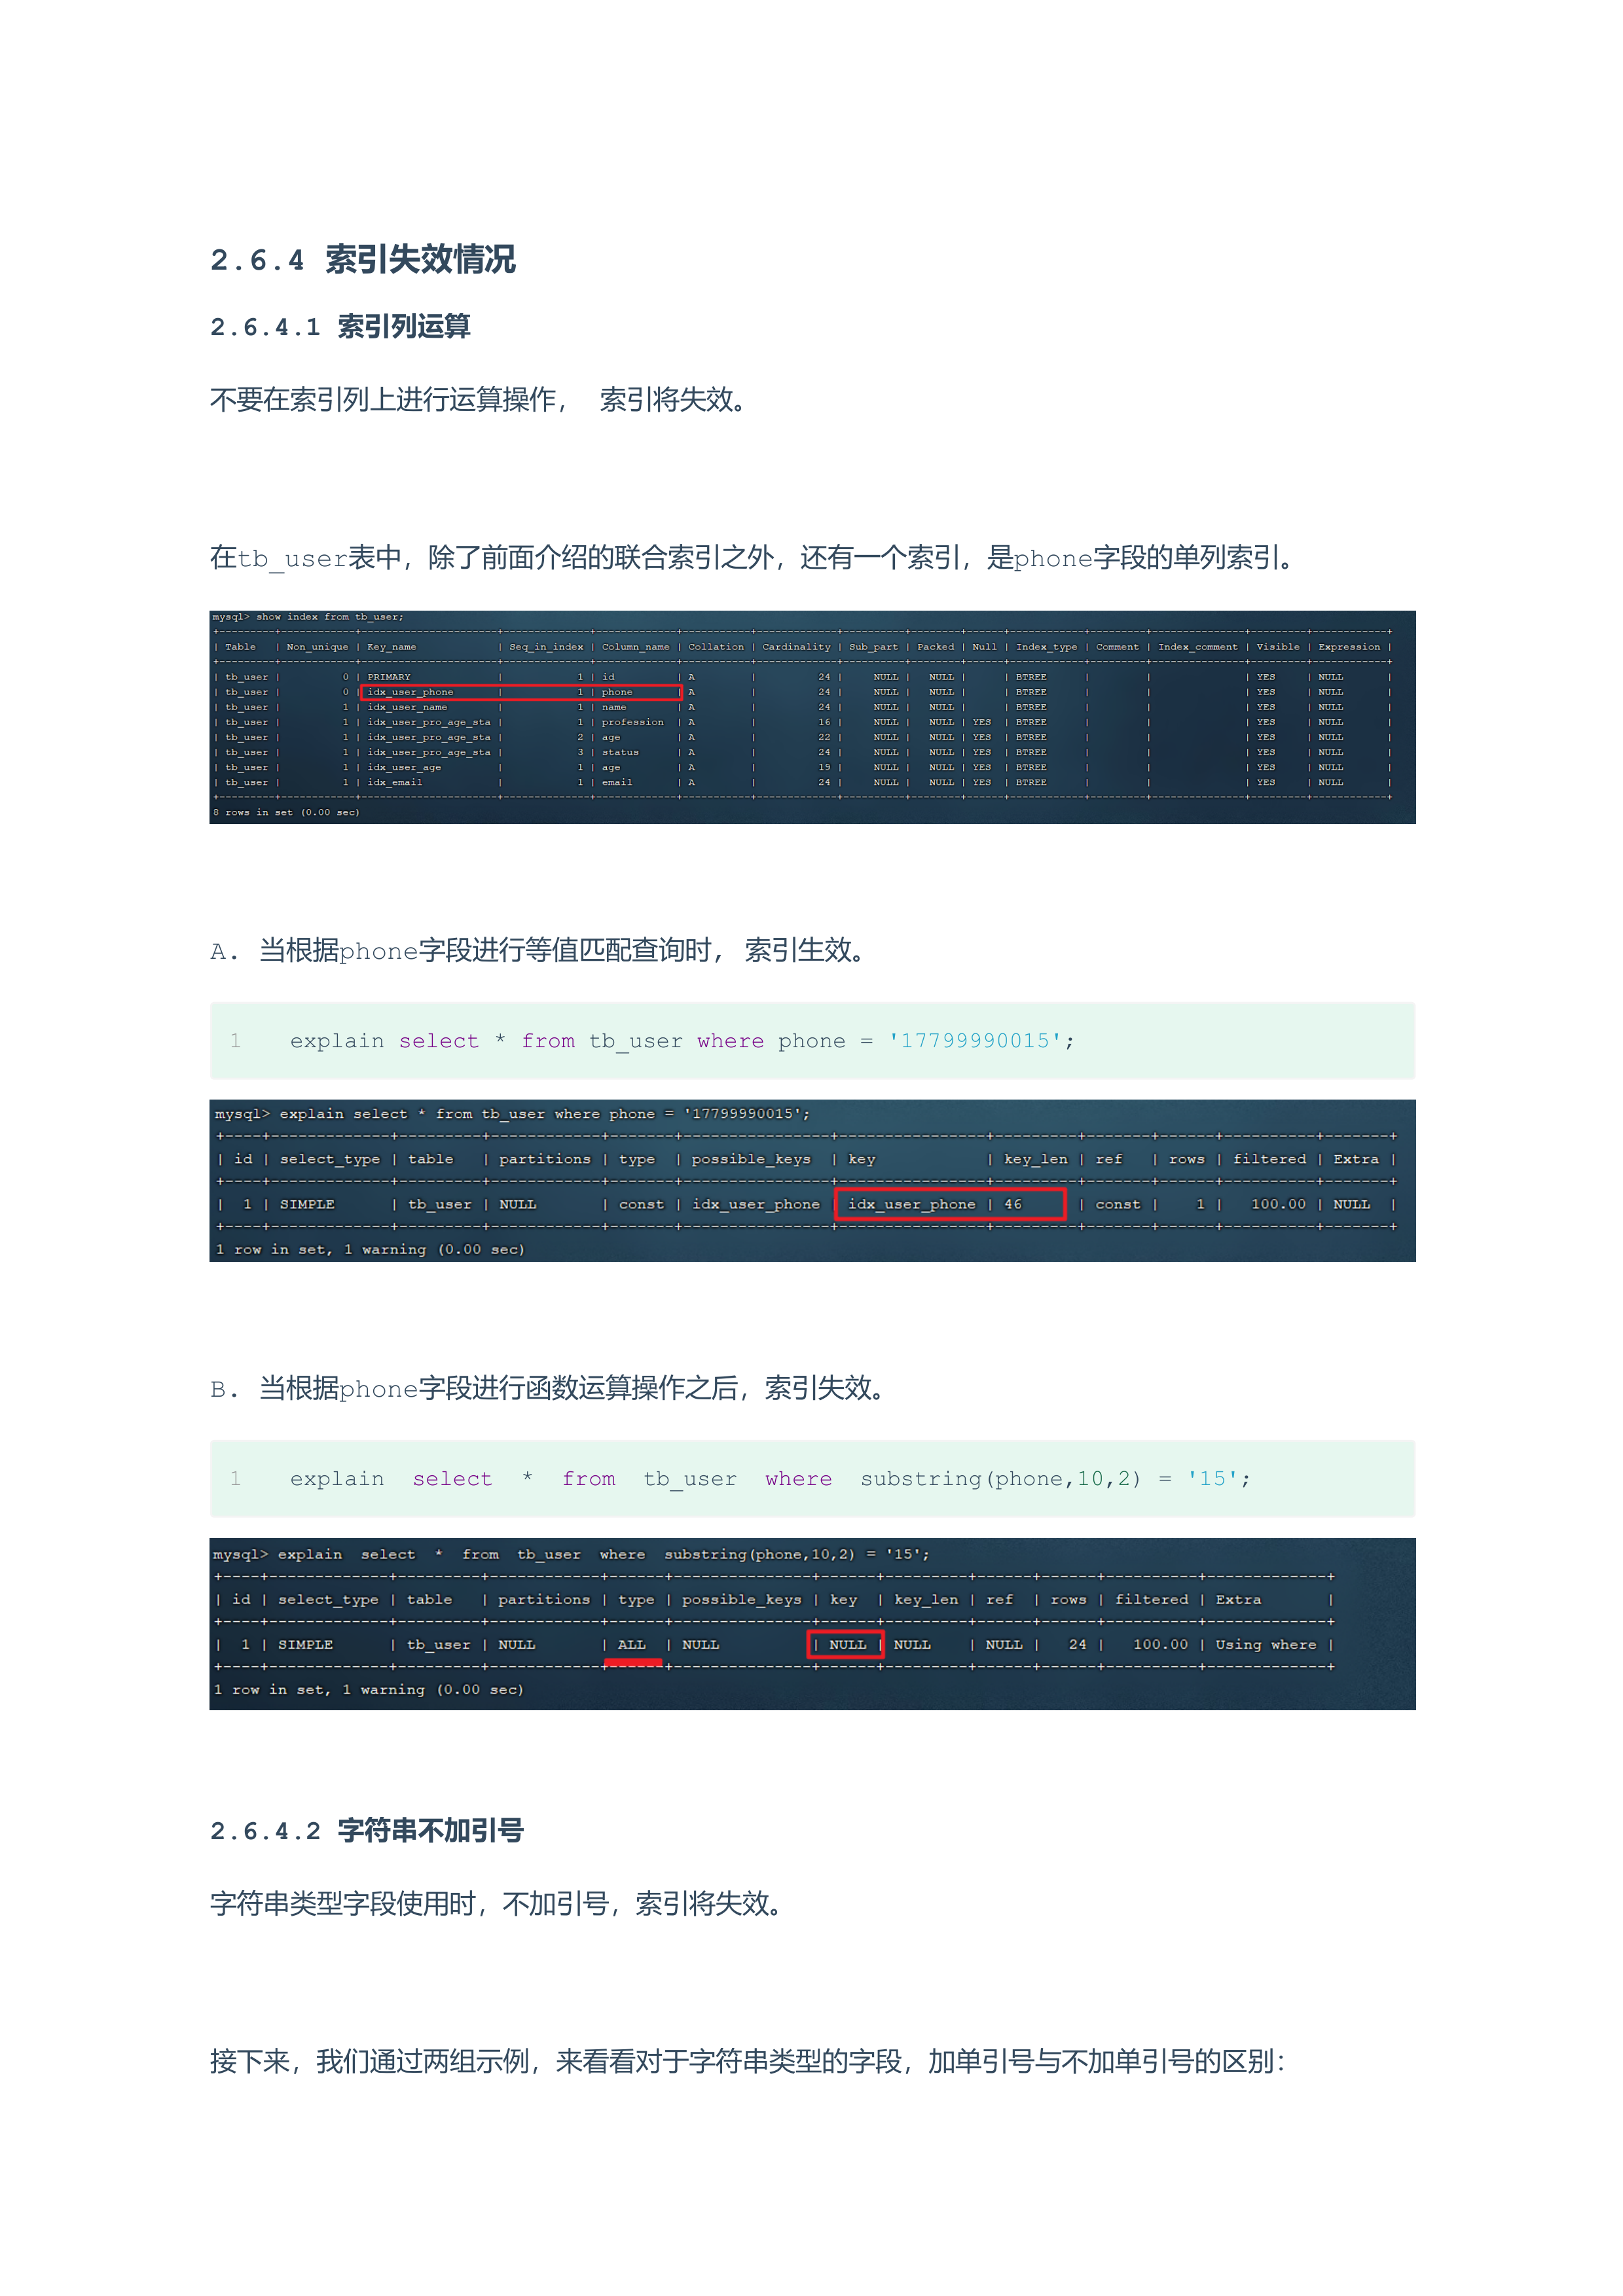 2.6.4 索引失效情况
2.6.4.1 索引列运算
不要在索引列上进行运算操作， 索引将失效。
在tb_user表中，除了前面介绍的联合索引之外，还有一个索引，是phone字段的单列索引。
mysql> show index from tb_user;
+---------+------------+----------------------+--------------+-------------+-----------+-------------+----------+--------+------+------------+---------+---------------+---------+------------+
| Table | Non_unique | Key_name | Seq_in_index | Column_name | Collation | Cardinality | Sub_part | Packed | Null | Index_type | Comment | Index_comment | Visible | Expression |
+---------+------------+----------------------+--------------+-------------+-----------+-------------+----------+--------+------+------------+---------+---------------+---------+------------+
| tb_user | 0 | PRIMARY | 1 | id | A | 24 | NULL | NULL | | BTREE | | | YES | NULL |
| tb_user | 0 | idx_user_phone | 1 | phone | A | 24 | NULL | NULL | | BTREE | | | YES | NULL |
| tb_user | 1 | idx_user_name | 1 | name | A | 24 | NULL | NULL | | BTREE | | | YES | NULL |
| tb_user | 1 | idx_user_pro_age_sta | 1 | profession | A | 16 | NULL | NULL | YES | BTREE | | | YES | NULL |
| tb_user | 1 | idx_user_pro_age_sta | 2 | age | A | 22 | NULL | NULL | YES | BTREE | | | YES | NULL |
| tb_user | 1 | idx_user_pro_age_sta | 3 | status | A | 24 | NULL | NULL | YES | BTREE | | | YES | NULL |
| tb_user | 1 | idx_user_age | 1 | age | A | 19 | NULL | NULL | YES | BTREE | | | YES | NULL |
| tb_user | 1 | idx_email | 1 | email | A | 24 | NULL | NULL | YES | BTREE | | | YES | NULL |
+---------+------------+----------------------+--------------+-------------+-----------+-------------+----------+--------+------+------------+---------+---------------+---------+------------+
8 rows in set (0.00 sec)
A. 当根据phone字段进行等值匹配查询时， 索引生效。
1 explain select * from tb_user where phone = '17799990015';
mysql> explain select * from tb_user where phone = '17799990015';
+----+-------------+---------+------------+-------+----------------+----------------+---------+-------+------+----------+-------+
| id | select_type | table | partitions | type | possible_keys | key | key_len | ref | rows | filtered | Extra |
+----+-------------+---------+------------+-------+----------------+----------------+---------+-------+------+----------+-------+
| 1 | SIMPLE | tb_user | NULL | const | idx_user_phone | idx_user_phone | 46 | const | 1 | 100.00 | NULL |
+----+-------------+---------+------------+-------+----------------+----------------+---------+-------+------+----------+-------+
1 row in set, 1 warning (0.00 sec)
B. 当根据phone字段进行函数运算操作之后，索引失效。
1 explain select * from tb_user where substring(phone,10,2) = '15';
mysql> explain select * from tb_user where substring(phone,10,2) = '15';
+----+-------------+---------+------------+------+---------------+------+---------+------+------+----------+-------------+
| id | select_type | table | partitions | type | possible_keys | key | key_len | ref | rows | filtered | Extra |
+----+-------------+---------+------------+------+---------------+------+---------+------+------+----------+-------------+
| 1 | SIMPLE | tb_user | NULL | ALL | NULL | NULL | NULL | NULL | 24 | 100.00 | Using where |
+----+-------------+---------+------------+------+---------------+------+---------+------+------+----------+-------------+
1 row in set, 1 warning (0.00 sec)
2.6.4.2 字符串不加引号
字符串类型字段使用时，不加引号，索引将失效。
接下来，我们通过两组示例，来看看对于字符串类型的字段，加单引号与不加单引号的区别：